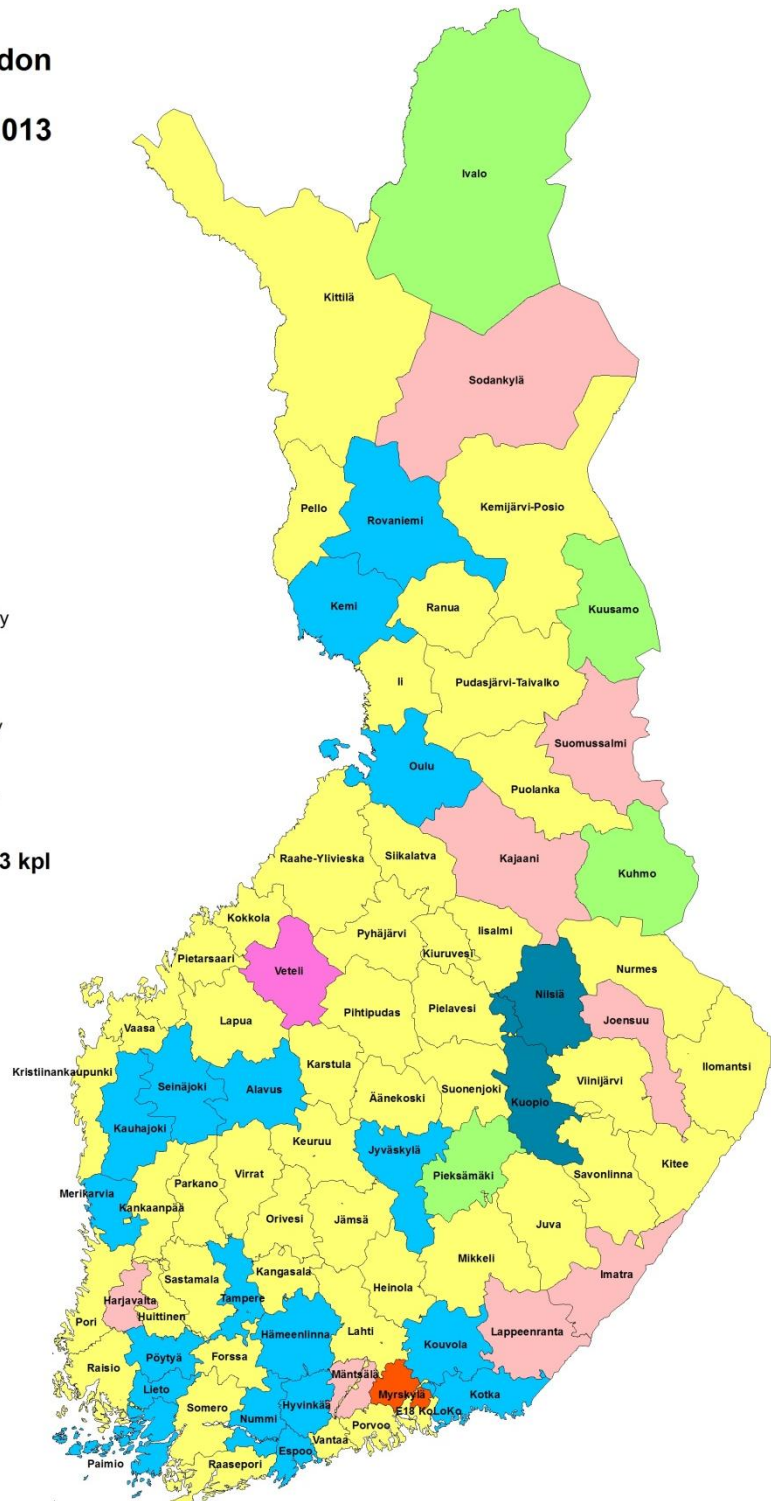 don
013
Ivalo
Kittilä
Sodankylä
Pello
Rovaniemi
Kemijärvi-Posio
Kemi
Ranua
Kuusamo
y
Ii
Pudasjärvi-Taivalko
Suomussalmi
Oulu
Puolanka
3 kpl
Raahe-Ylivieska
Siikalatva
Kajaani
Kuhmo
Kokkola
Pyhäjärvi
Iisalmi
Kiuruvesi
Pietarsaari
Veteli
Nilsiä
Nurmes
Vaasa
Lapua
Pihtipudas
Pielavesi
Joensuu
Kristiinankaupunki
Seinäjoki
Alavus
Karstula
Äänekoski
Suonenjoki
Kuopio
Viinijärvi
Ilomantsi
Kauhajoki
Keuruu
Jyväskylä
Pieksämäki
Savonlinna
Kitee
Merikarvia
Kankaanpää
Parkano
Virrat
Orivesi
Jämsä
Juva
Mikkeli
Sastamala
Kangasala
Heinola
Imatra
Harjavalta
Huittinen
Tampere
Pori
Hämeenlinna
Lahti
Kouvola
Lappeenranta
Raisio
Pöytyä
Forssa
Mäntsälä
Lieto
Somero
Nummi
Hyvinkää
Myrskylä
Kotka
E18 KoLoKo
Porvoo
Vantaa
Espoo
Paimio
Raasepori